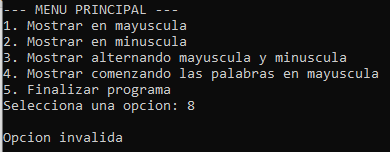 --- MENU PRINCIPAL ---
1. Mostrar en mayuscula
2. Mostrar en minuscula
3. Mostrar alternando mayuscula y minuscula
4. Mostrar comenzando las palabras en mayuscula
5. Finalizar programa
Selecciona una opcion: 8
Opcion invalida